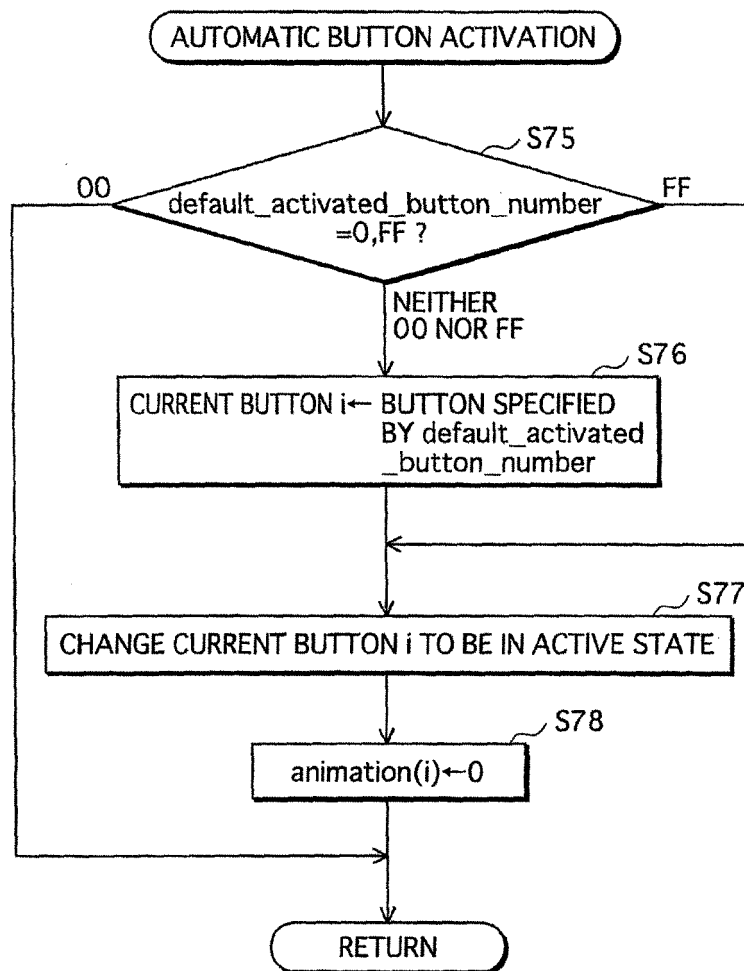 AUTOMATIC BUTTON ACTIVATION
S75
00
FF
default_activated_button_number
=0,FF ?
NEITHER
00 NOR FF
S76
CURRENT BUTTON i← BUTTON SPECIFIED
BY default_activated
_button_number
S77
CHANGE CURRENT BUTTON i TO BE IN ACTIVE STATE
S78
animation(i)←0
RETURN